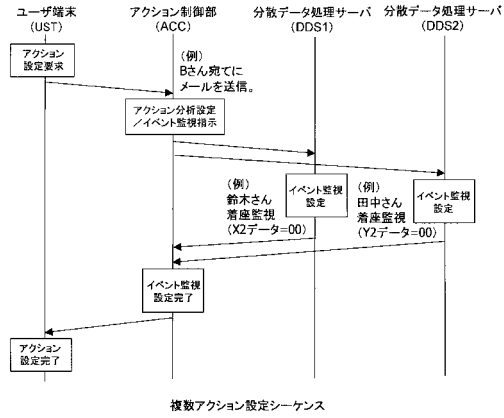 ユーザ端末
(UST)
アクション制御部
(ACC)
分散データ処理サーバ
(DDS1)
分散データ処理サーバ
(DDS2)
アクション
設定要求
(例)
Bさん宛てに
メールを送信。
アクション分析設定
／イベント監視指示
(例)
鈴木さん
着座監視
(X2データ=00)
イベント監視
設定
(例)
田中さん
着座監視
(Y2データ=00)
イベント監視
設定
イベント監視
設定完了
アクション
設定完了
複数アクション設定シーケンス